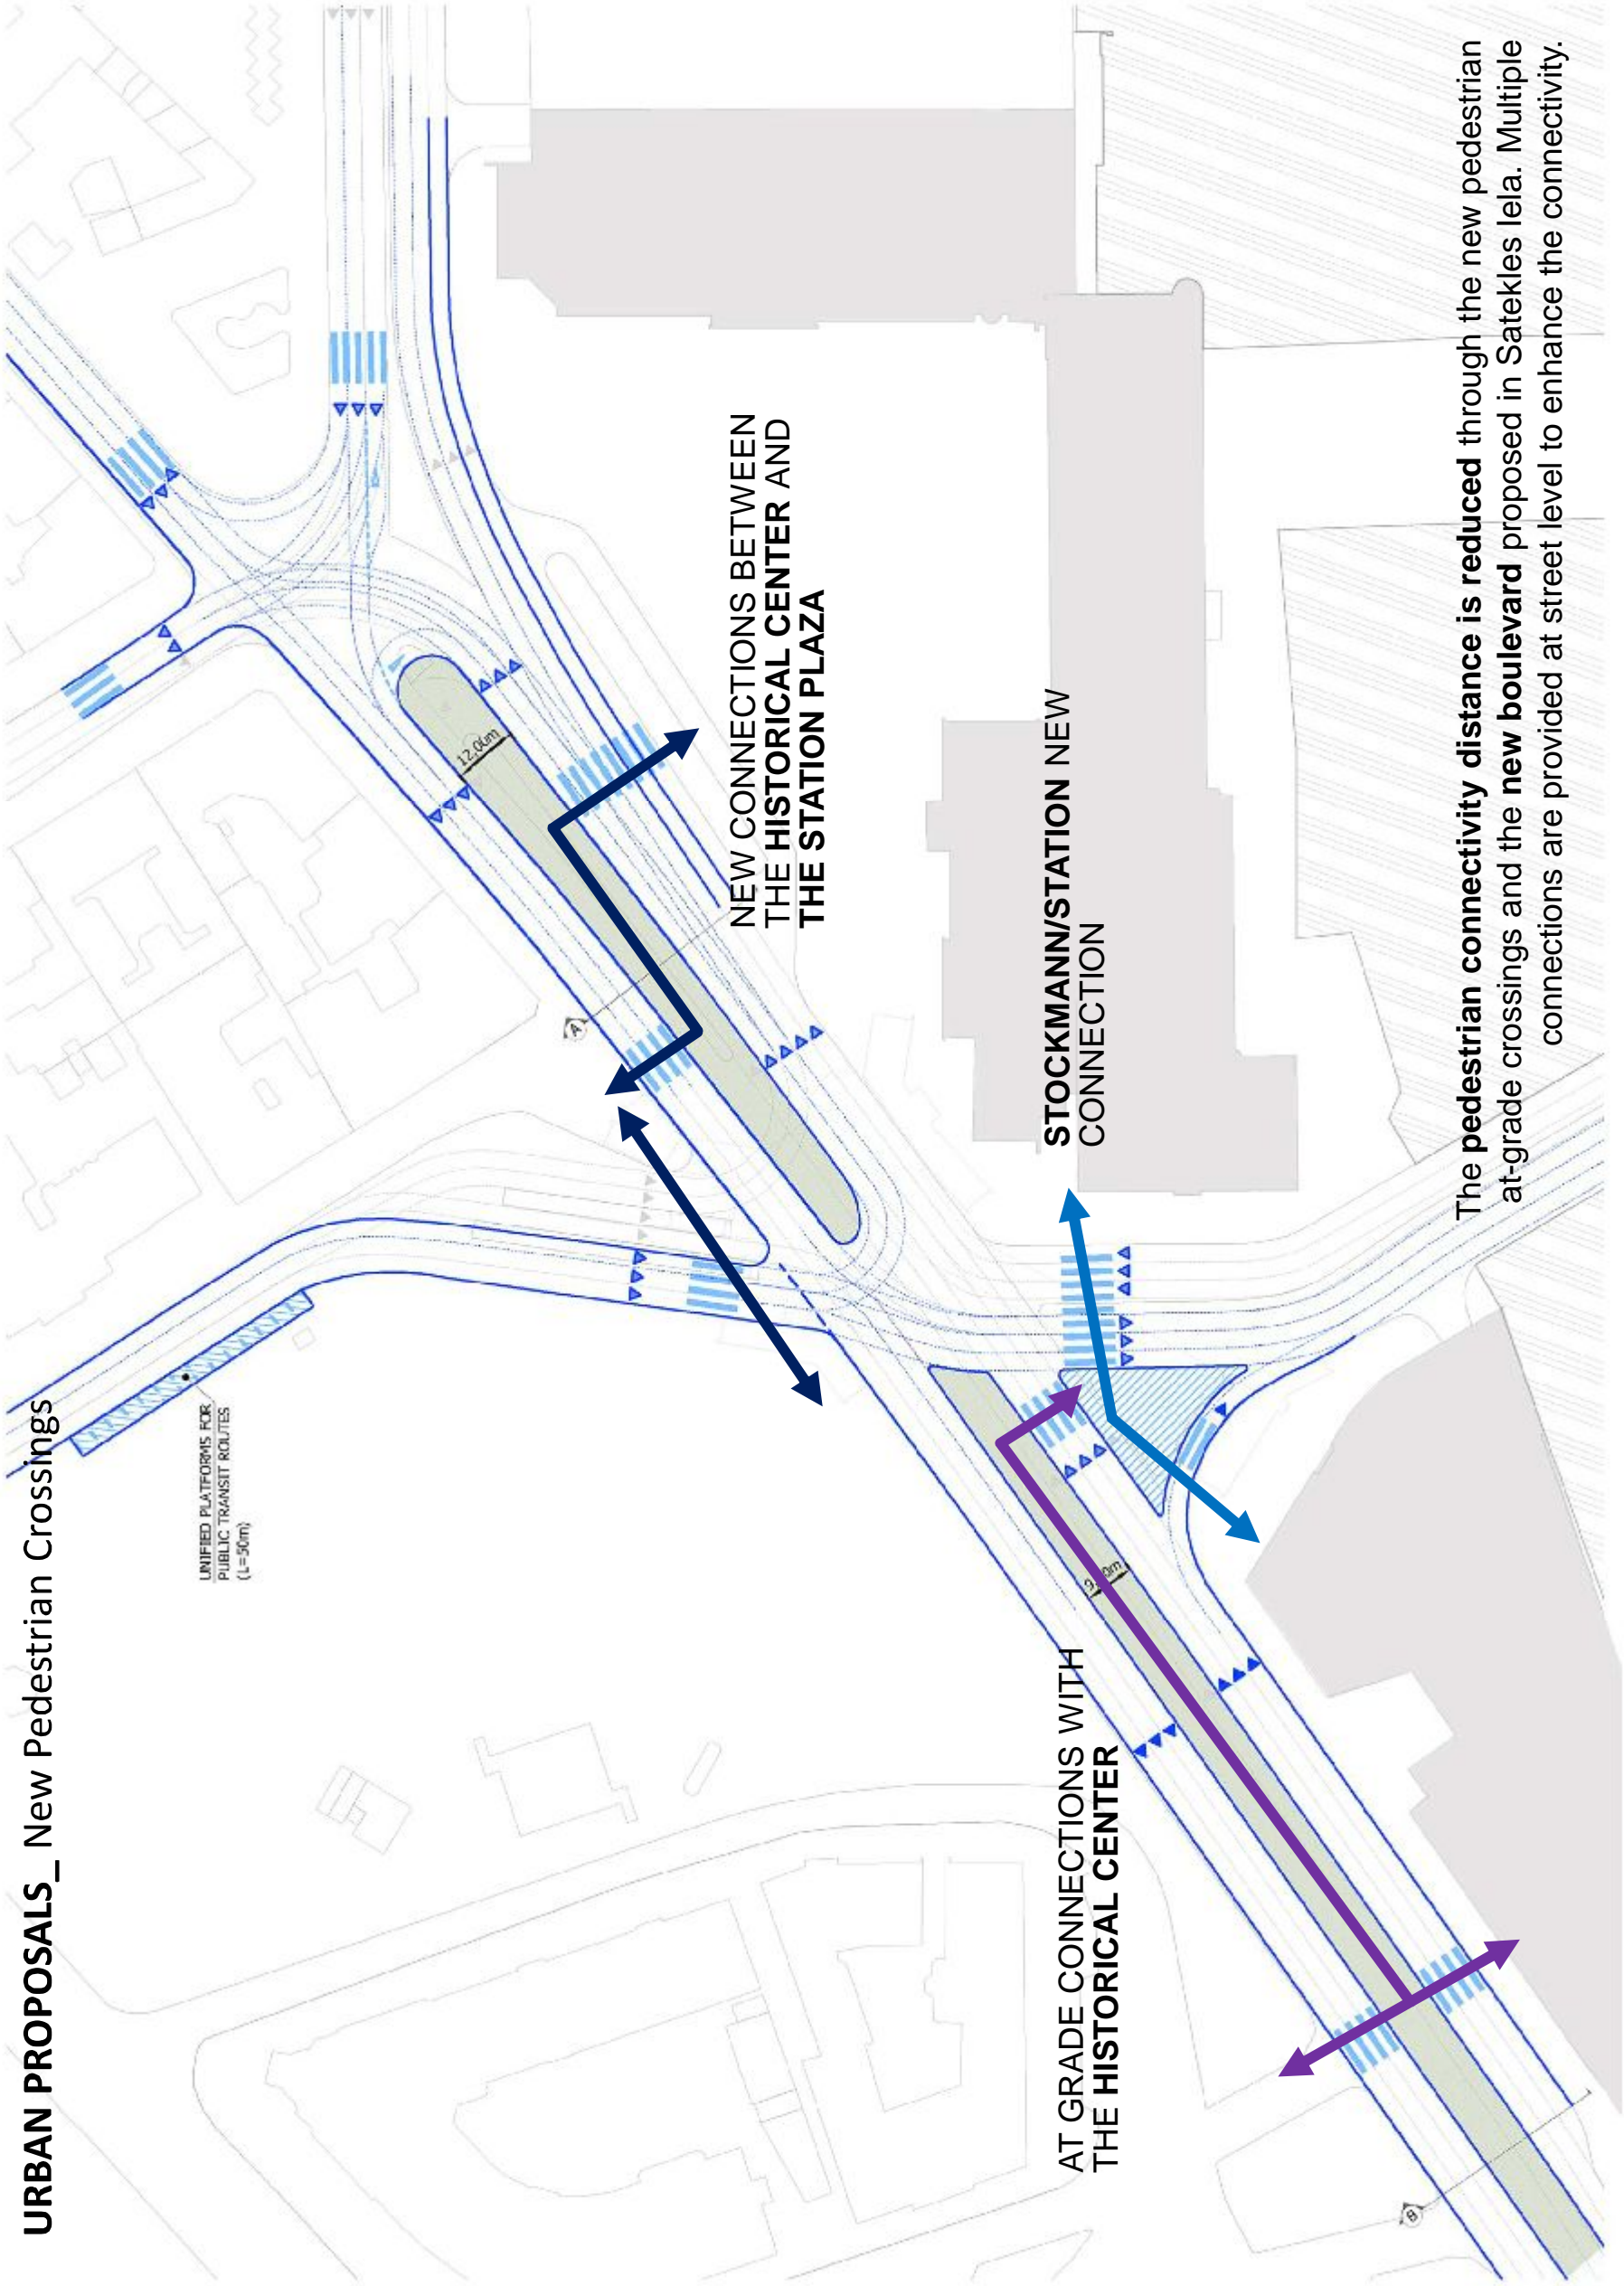 URBAN PROPOSALS_ New Pedestrian Crossings
UNIFIED PLATFORMS FOR
PUBLIC TRANSIT ROUTES
(L=50m)
12,00m
A
NEW CONNECTIONS BETWEEN
THE HISTORICAL CENTER AND
THE STATION PLAZA
STOCKMANN/STATION NEW
CONNECTION
AT GRADE CONNECTIONS WITH
THE HISTORICAL CENTER
B
The pedestrian connectivity distance is reduced through the new pedestrian
at-grade crossings and the new boulevard proposed in Satekles Iela. Multiple
connections are provided at street level to enhance the connectivity.